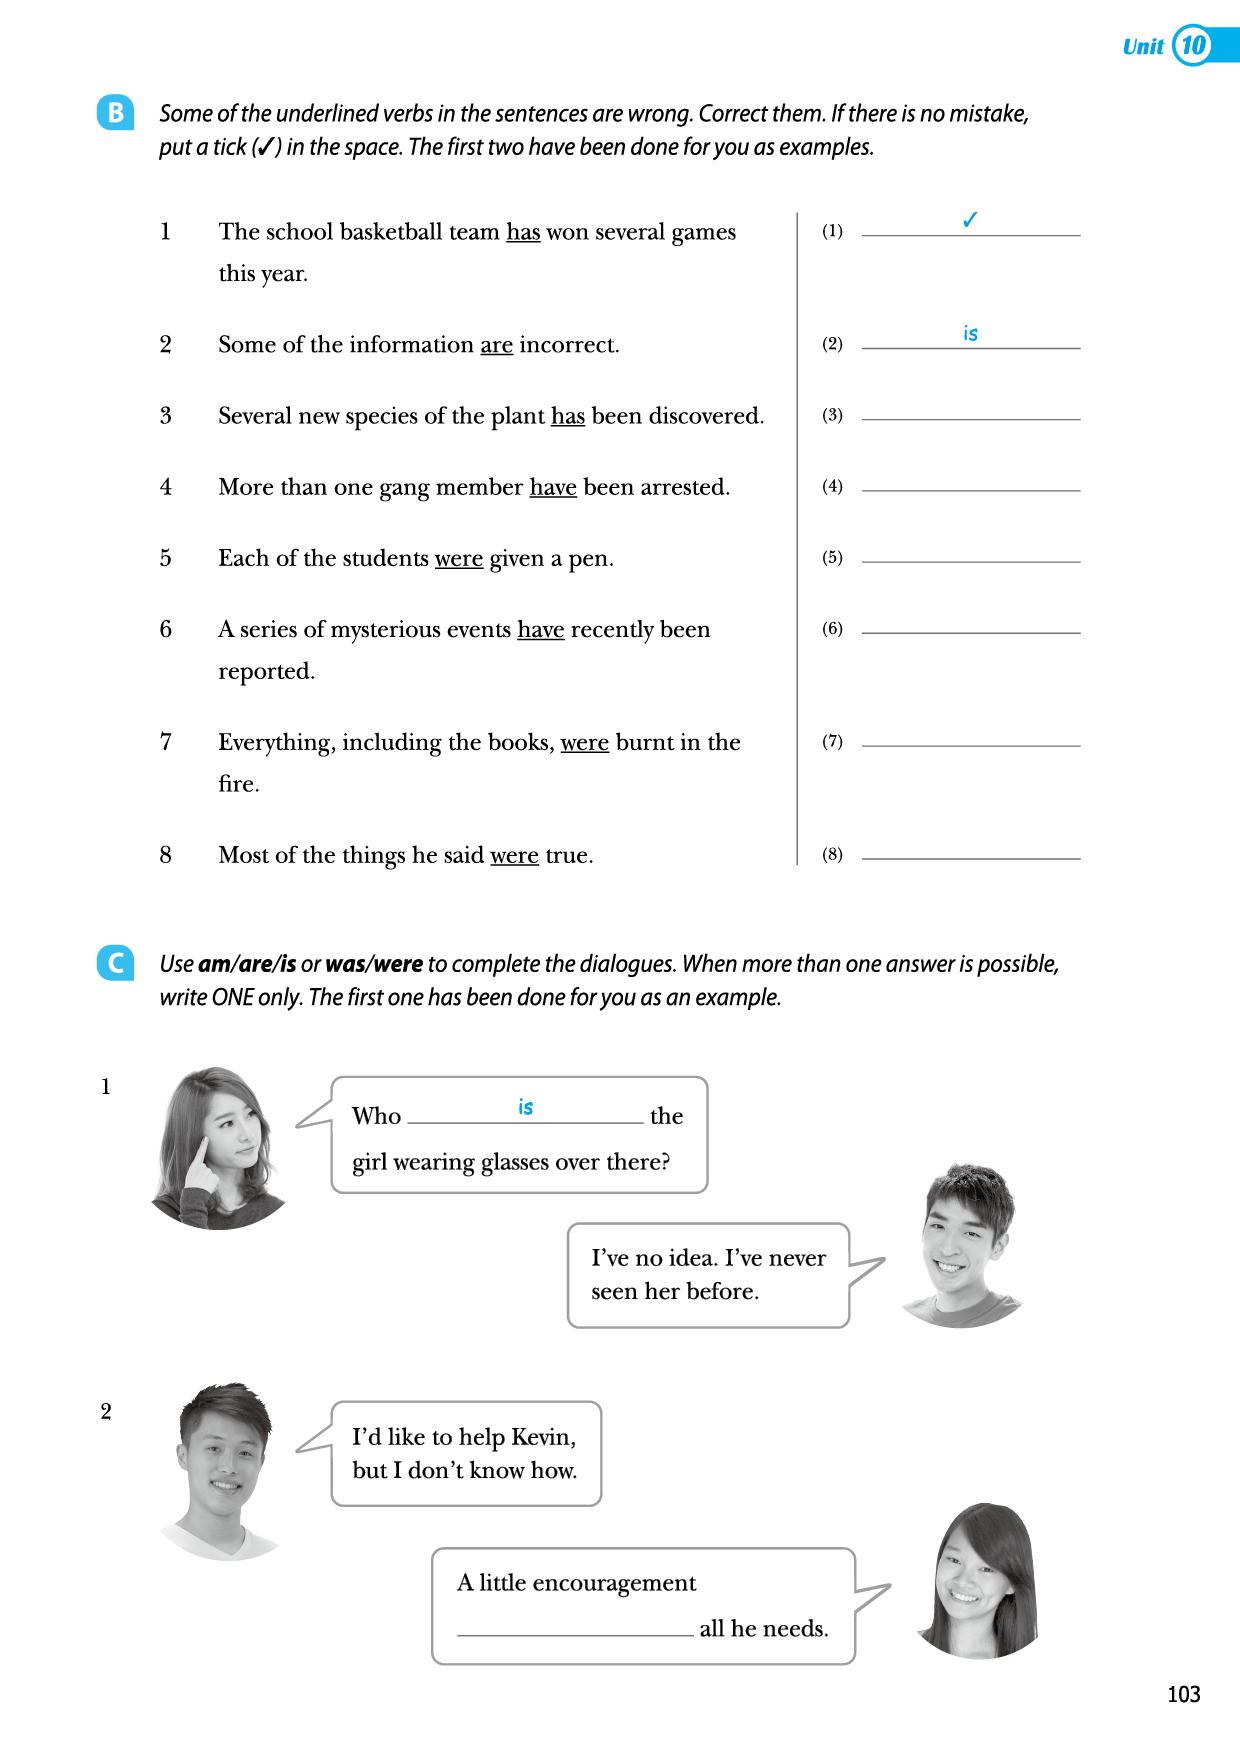 Unit 10
B Some of the underlined verbs in the sentences are wrong. Correct them. If there is no mistake,
put a tick (✓) in the space. The first two have been done for you as examples.
1 The school basketball team has won several games (1) ✓
this year.
2 Some of the information are incorrect. (2) is
3 Several new species of the plant has been discovered. (3)
4 More than one gang member have been arrested. (4)
5 Each of the students were given a pen. (5)
6 A series of mysterious events have recently been (6)
reported.
7 Everything, including the books, were burnt in the (7)
fire.
8 Most of the things he said were true. (8)
C Use am/are/is or was/were to complete the dialogues. When more than one answer is possible,
write ONE only. The first one has been done for you as an example.
1 Who is the
girl wearing glasses over there?
I've no idea. I've never
seen her before.
2 I'd like to help Kevin,
but I don't know how.
A little encouragement
all he needs.
103